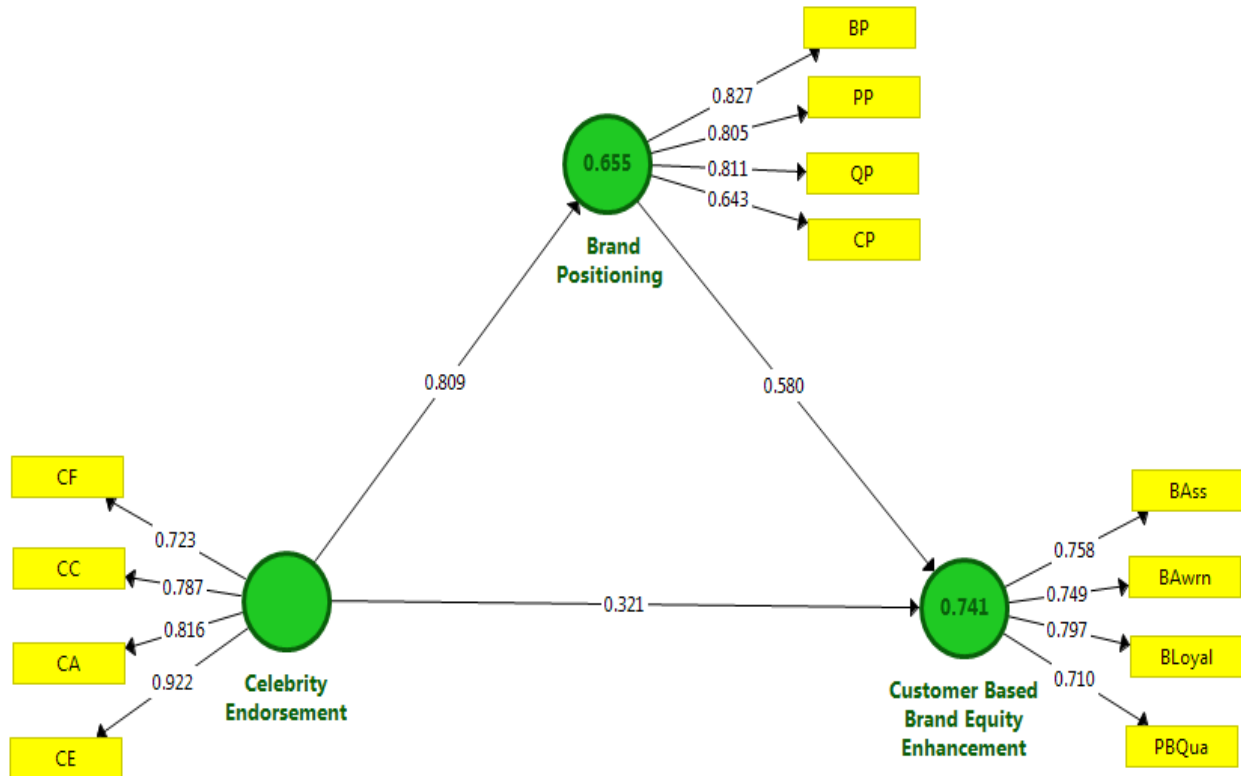 BP
0.827
PP
0.805
0.655
QP
0.811
0.643
CP
Brand
Positioning
0.809
0.580
CF
0.723
CC
0.787
0.816
CA
0.922
CE
Celebrity
Endorsement
0.321
BAss
0.758
BAwrn
0.749
0.741
0.797
BLoyal
0.710
PBQua
Customer Based
Brand Equity
Enhancement